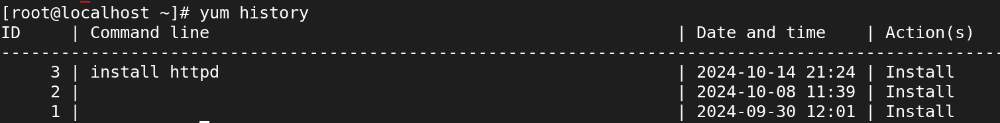 [root@localhost ~]# yum history
ID     | Command line                                               | Date and time    | Action(s)
-----------------------------------------------------------------------------------------------------
     3 | install httpd                                              | 2024-10-14 21:24 | Install
     2 |                                                            | 2024-10-08 11:39 | Install
     1 |                                                            | 2024-09-30 12:01 | Install